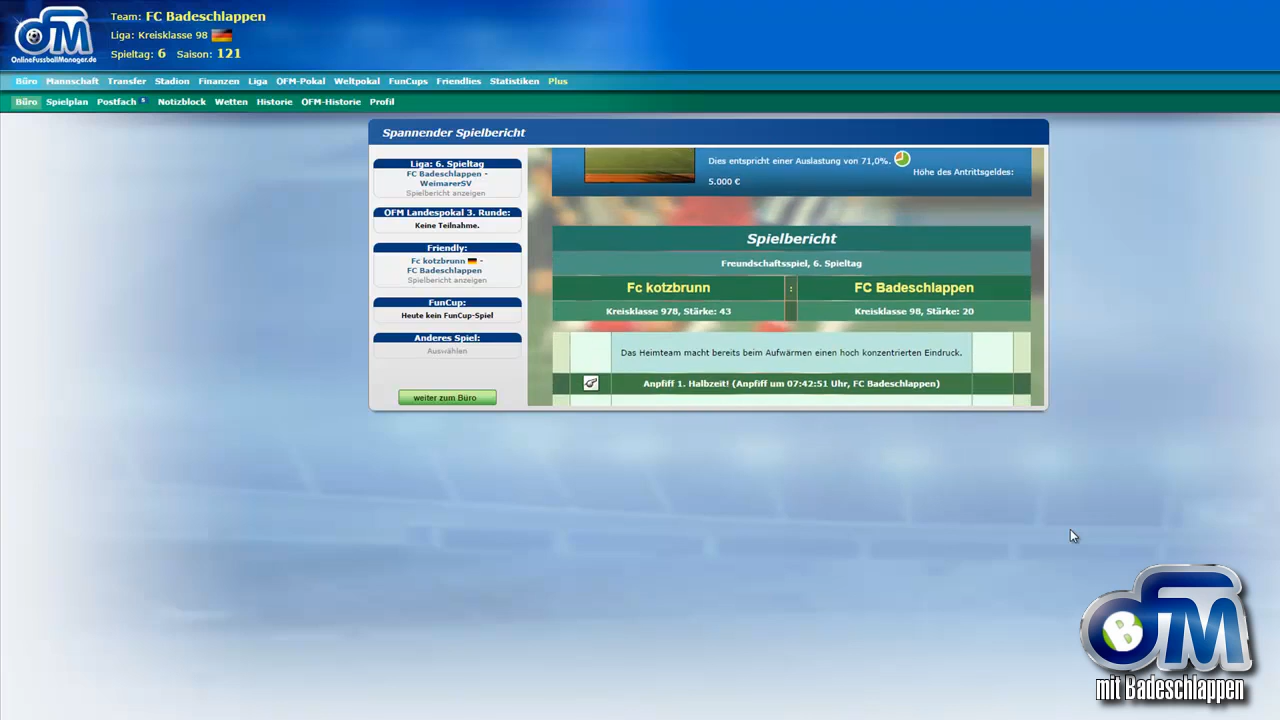 OFM
OnlineFussballManager.de
Team: FC Badeschlappen
Liga: Kreisklasse 98
Spieltag: 6 Saison: 121
Büro Mannschaft Transfer Stadion Finanzen Liga OFM-Pokal Weltpokal FunCups Friendlies Statistiken Plus
Büro Spielplan Postfach Notizblock Wetten Historie OFM-Historie Profil
Spannender Spielbericht
Liga: 6. Spieltag
FC Badeschlappen -
WeimarerSV
Spielbericht anzeigen
OFM Landespokal 3. Runde:
Keine Teilnahme.
Friendly:
Fc kotzbrunn -
FC Badeschlappen
Spielbericht anzeigen
FunCup:
Heute kein FunCup-Spiel
Anderes Spiel:
Auswählen
weiter zum Büro
Dies entspricht einer Auslastung von 71,0%.
Höhe des Antrittsgeldes:
5.000 €
Spielbericht
Freundschaftsspiel, 6. Spieltag
Fc kotzbrunn : FC Badeschlappen
Kreisklasse 978, Stärke: 43 Kreisklasse 98, Stärke: 20
Das Heimteam macht bereits beim Aufwärmen einen hoch konzentrierten Eindruck.
Anpfiff 1. Halbzeit! (Anpfiff um 07:42:51 Uhr, FC Badeschlappen)
OFM
B
mit Badeschlappen